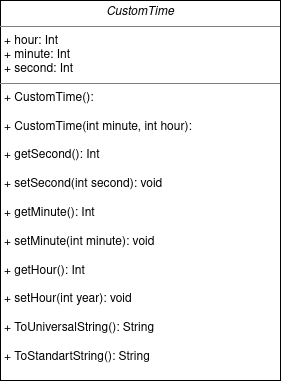 CustomTime
+ hour: Int
+ minute: Int
+ second: Int
+ CustomTime():
+ CustomTime(int minute, int hour):
+ getSecond(): Int
+ setSecond(int second): void
+ getMinute(): Int
+ setMinute(int minute): void
+ getHour(): Int
+ setHour(int year): void
+ ToUniversalString(): String
+ ToStandartString(): String